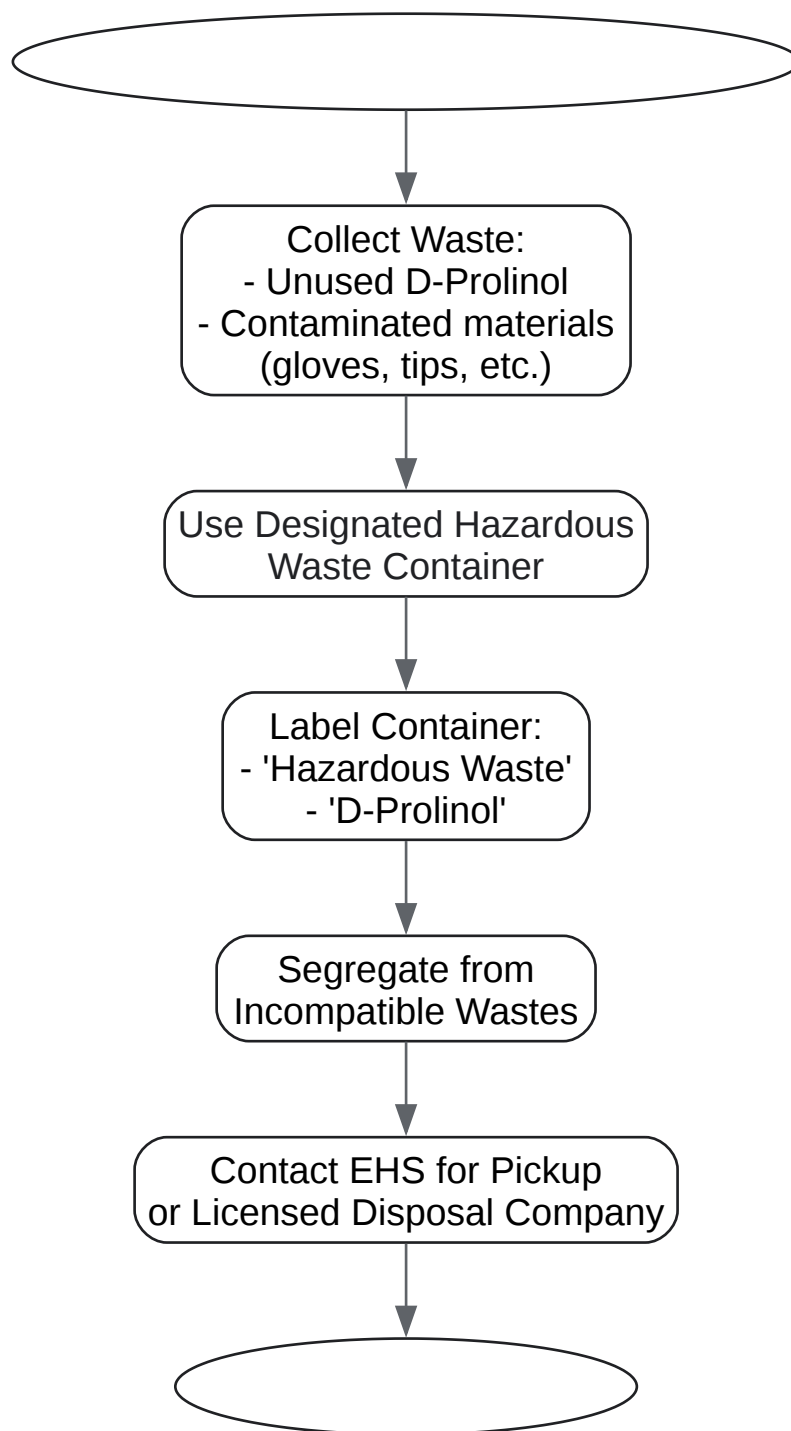 Collect Waste:
- Unused D-Prolinol
- Contaminated materials
(gloves, tips, etc.)
Use Designated Hazardous
Waste Container
Label Container:
- 'Hazardous Waste'
- 'D-Prolinol'
Segregate from
Incompatible Wastes
Contact EHS for Pickup
or Licensed Disposal Company